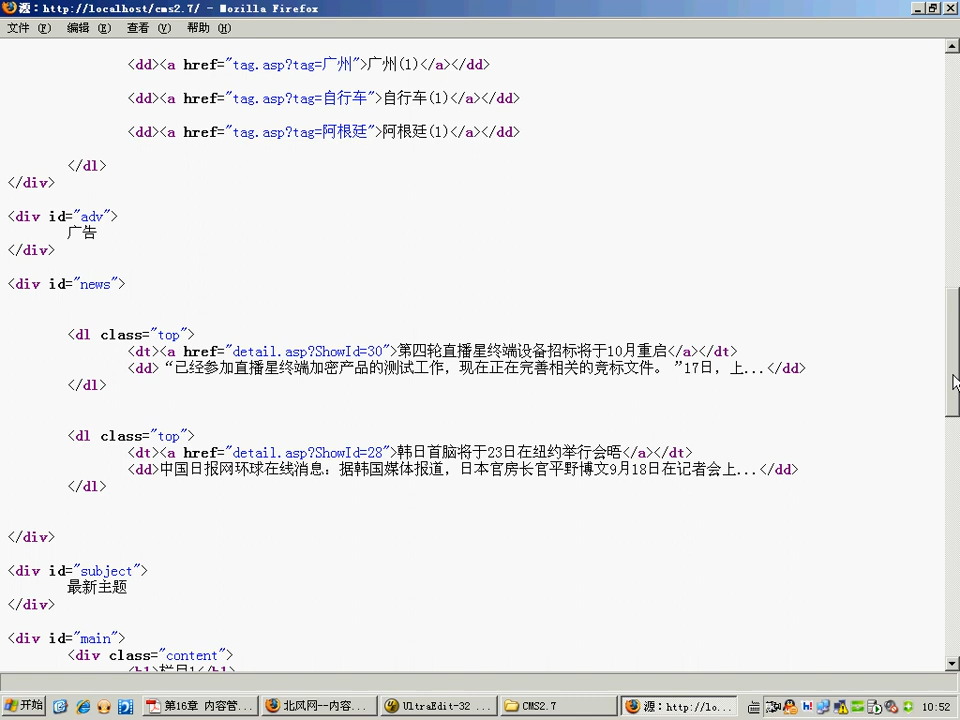 源: http://localhost/cms2.7/ - Mozilla Firefox
文件 (F) 编辑 (E) 查看 (V) 帮助 (H)
<dd><a href="tag.asp?tag=广州">广州(1)</a></dd>
<dd><a href="tag.asp?tag=自行车">自行车(1)</a></dd>
<dd><a href="tag.asp?tag=阿根廷">阿根廷(1)</a></dd>
</dl>
</div>
<div id="adv">
广告
</div>
<div id="news">
<dl class="top">
<dt><a href="detail.asp?ShowId=30">第四轮直播星终端设备招标将于10月重启</a></dt>
<dd>“已经参加直播星终端加密产品的测试工作，现在正在完善相关的竞标文件。”17日，上...</dd>
</dl>
<dl class="top">
<dt><a href="detail.asp?ShowId=28">韩日首脑将于23日在纽约举行会晤</a></dt>
<dd>中国日报网环球在线消息：据韩国媒体报道，日本官房长官平野博文9月18日在记者会上...</dd>
</dl>
</div>
<div id="subject">
最新主题
</div>
<div id="main">
<div class="content">
<h1>栏目1</h1>
开始 第16章 内容管... 北风网--内容... UltraEdit-32 ... CMS2.7 源: http://lo... 10:52